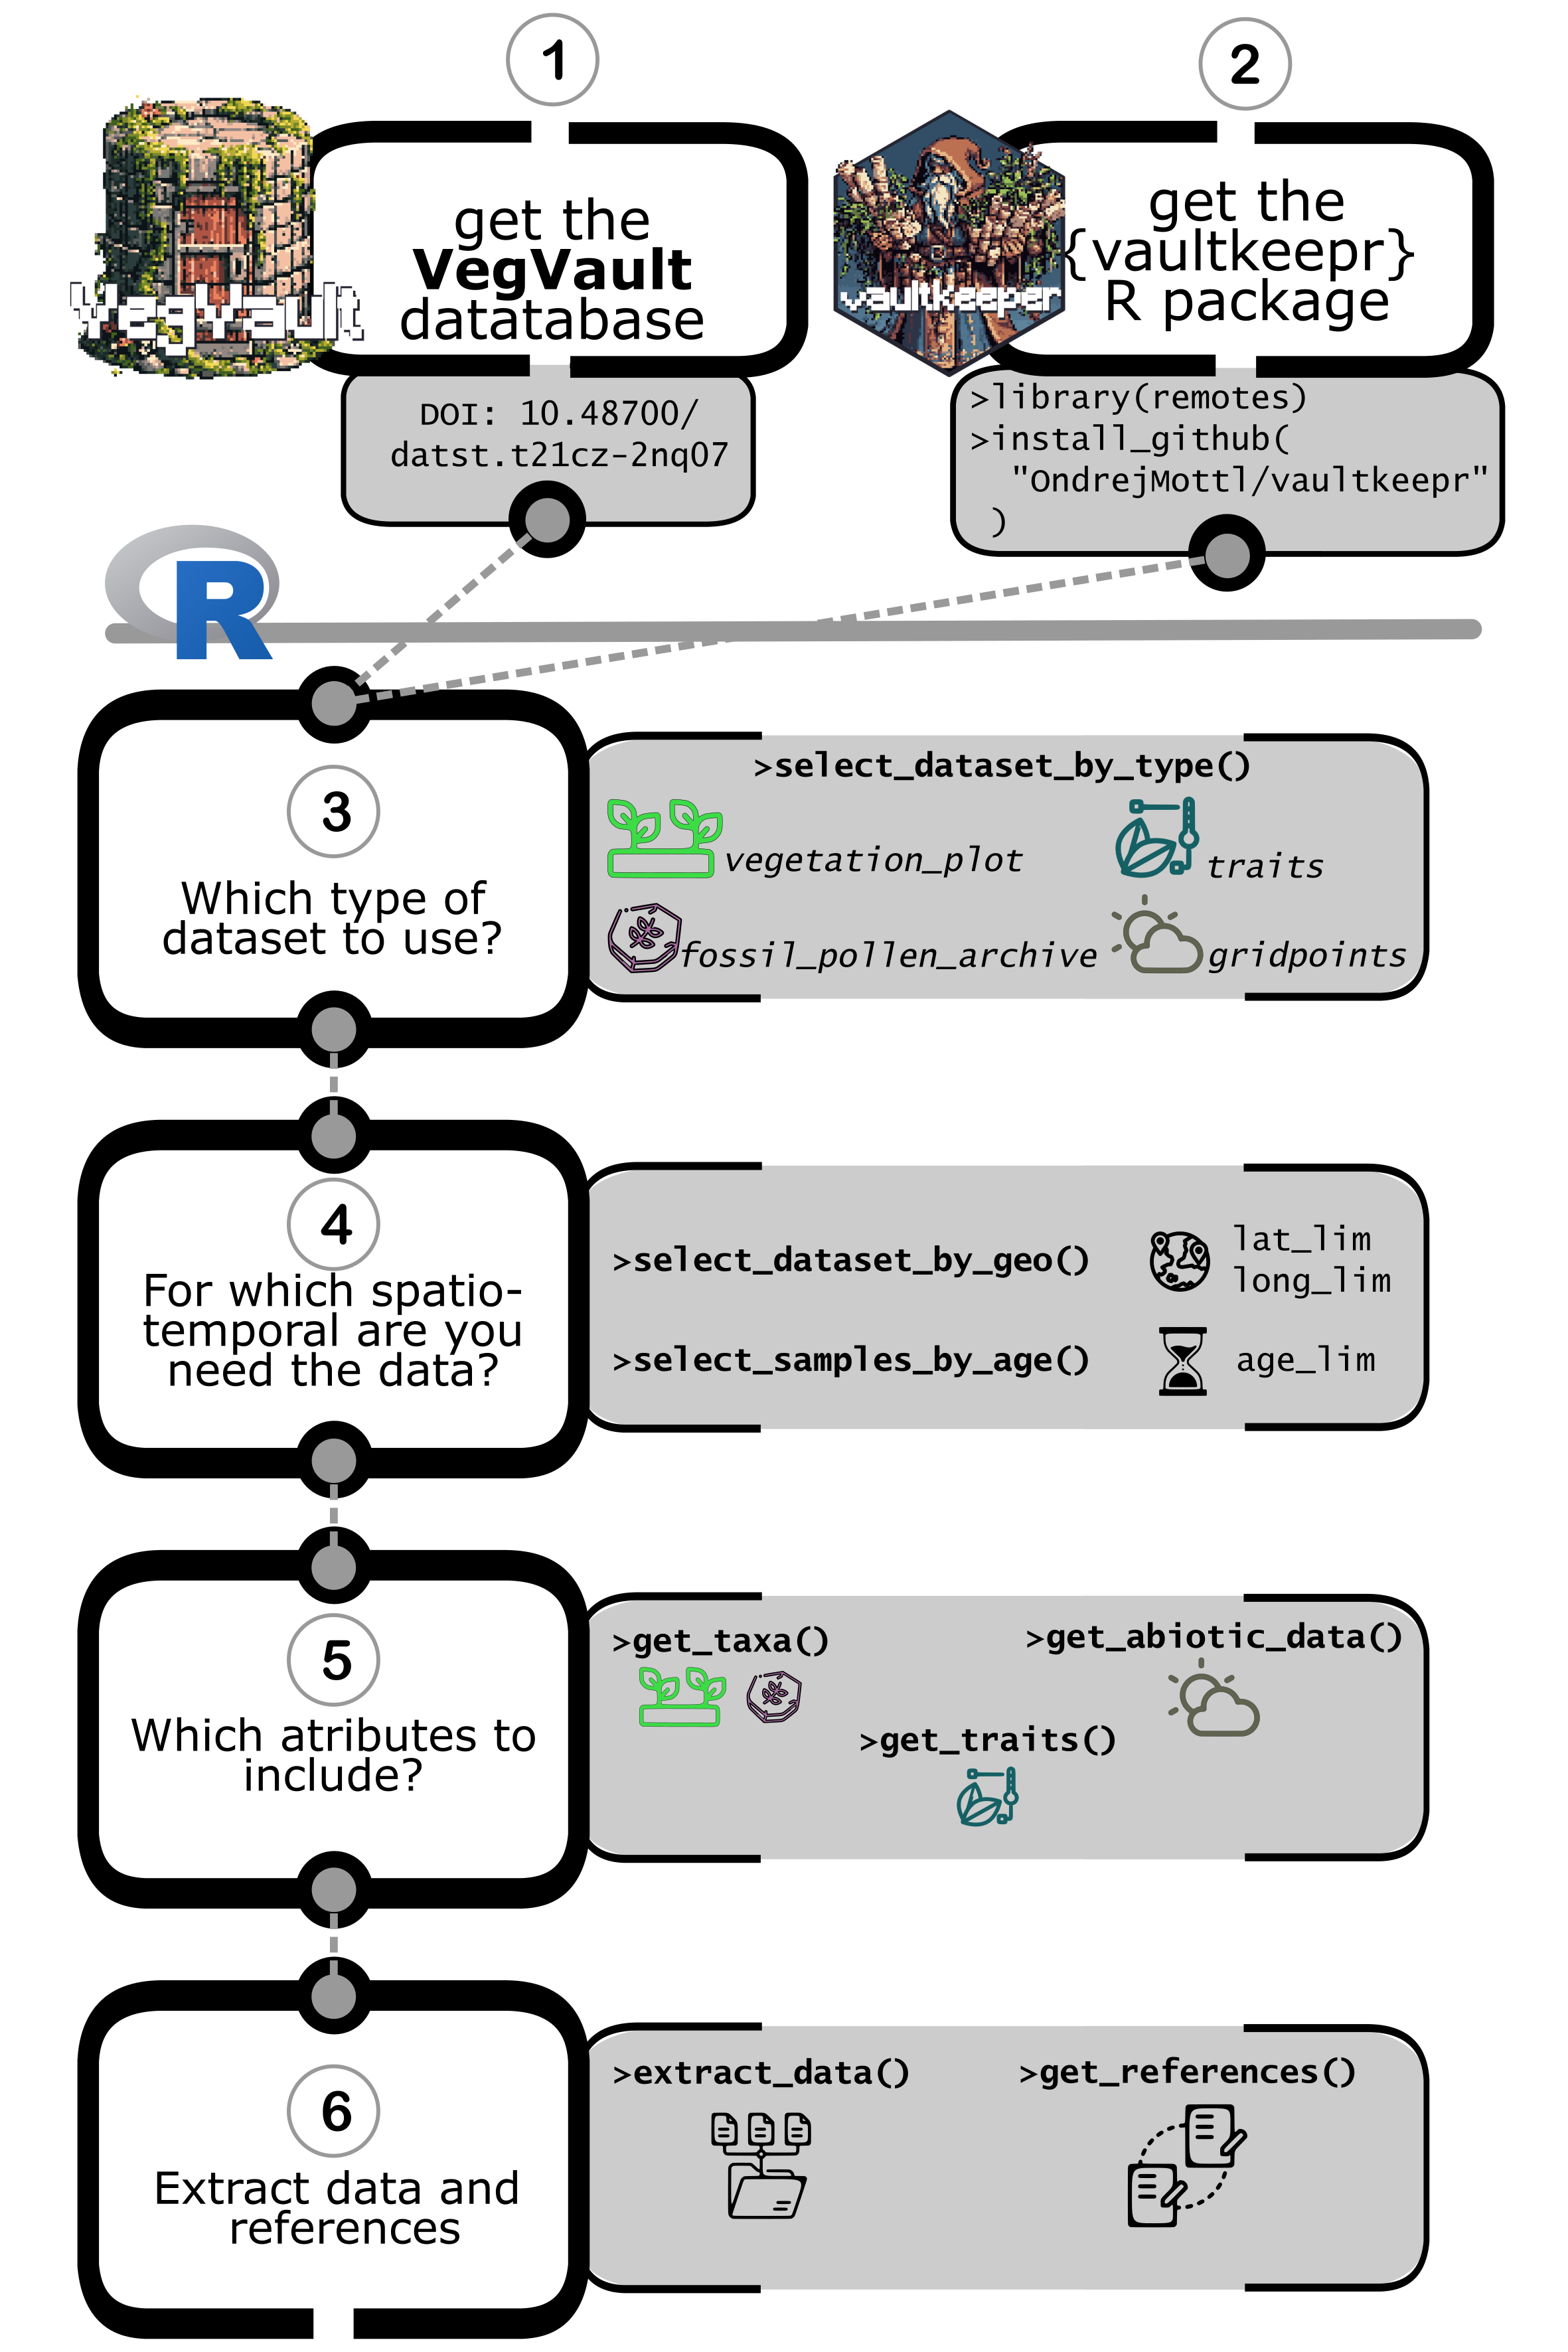 1
get the
VegVault
datatabase
VegVault
DOI: 10.48700/
datst.t21cz-2nq07
2
get the
{vaultkeepr}
R package
vaultkeeper
>library(remotes)
>install_github(
"OndrejMottl/vaultkeepr"
)
R
3
Which type of
dataset to use?
>select_dataset_by_type()
vegetation_plot
traits
fossil_pollen_archive
gridpoints
4
For which spatio-
temporal are you
need the data?
>select_dataset_by_geo()
lat_lim
long_lim
>select_samples_by_age()
age_lim
5
Which atributes to
include?
>get_taxa()
>get_abiotic_data()
>get_traits()
6
Extract data and
references
>extract_data()
>get_references()